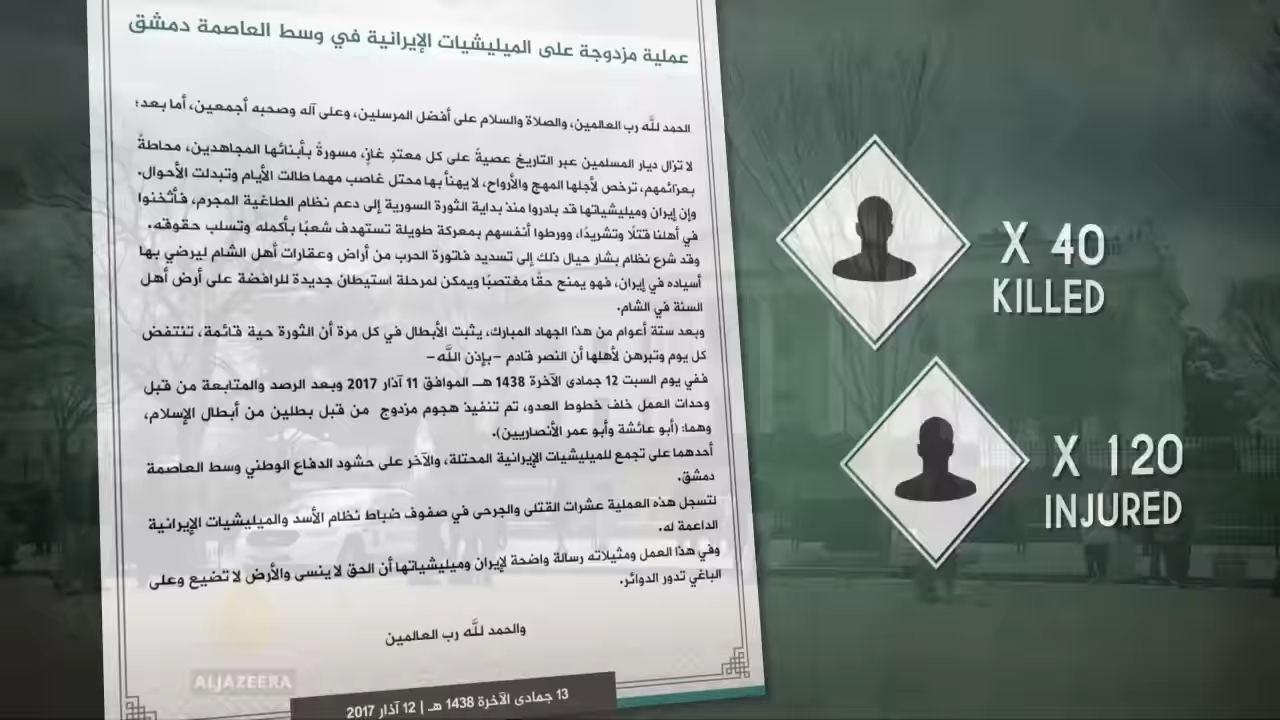 عملية مزدوجة على الميليشيات الإيرانية في وسط العاصمة دمشق
الحمد لله رب العالمين، والصلاة والسلام على أفضل المرسلين، وعلى آله وصحبه أجمعين، أما بعد؛
لا تزال ديار المسلمين عبر التاريخ عصيةً على كل معتدٍ غازٍ، مسورةً بأبنائها المجاهدين، محاطةً
بعزائمهم، ترخص لأجلها المهج والأرواح، لا يهنأ بها محتل غاصب مهما طالت الأيام وتبدلت الأحوال.
وإن إيران وميليشياتها قد بادروا منذ بداية الثورة السورية إلى دعم نظام الطاغية المجرم، فأثخنوا
في أهلنا قتلًا وتشريدًا، وورطوا أنفسهم بمعركة طويلة تستهدف شعبًا بأكمله وتسلب حقوقه.
وقد شرع نظام بشار حيال ذلك إلى تسديد فاتورة الحرب من أراض وعقارات أهل الشام ليرضي بها
أسياده في إيران، فهو يمنح حقًا مغتصبًا ويمكن لمرحلة استيطان جديدة للرافضة على أرض أهل
السنة في الشام.
وبعد ستة أعوام من هذا الجهاد المبارك، يثبت الأبطال في كل مرة أن الثورة حية قائمة، تنتفض
كل يوم وتبرهن لأهلها أن النصر قادم –بإذن الله–
ففي يوم السبت 12 جمادى الآخرة 1438 هـ الموافق 11 آذار 2017 وبعد الرصد والمتابعة من قبل
وحدات العمل خلف خطوط العدو، تم تنفيذ هجوم مزدوج من قبل بطلين من أبطال الإسلام،
وهما: (أبو عائشة وأبو عمر الأنصاريين).
أحدهما على تجمع للميليشيات الإيرانية المحتلة، والآخر على حشود الدفاع الوطني وسط العاصمة
دمشق.
لتسجل هذه العملية عشرات القتلى والجرحى في صفوف ضباط نظام الأسد والميليشيات الإيرانية
الداعمة له.
وفي هذا العمل ومثيلاته رسالة واضحة لإيران وميليشياتها أن الحق لا ينسى والأرض لا تضيع وعلى
الباغي تدور الدوائر.
والحمد لله رب العالمين
13 جمادى الآخرة 1438 هـ | 12 آذار 2017
ALJAZEERA
X 40
KILLED
X 120
INJURED